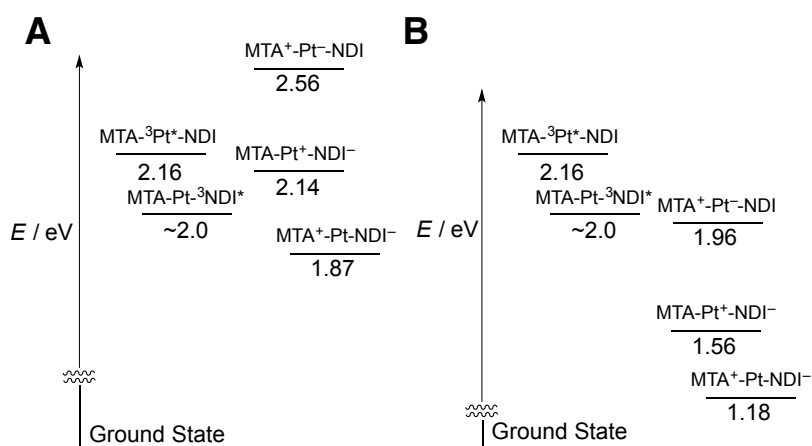 A
MTA⁺-Pt⁻-NDI
2.56
MTA-³Pt*-NDI
2.16
MTA-Pt⁺-NDI⁻
2.14
MTA-Pt-³NDI*
~2.0
E / eV
MTA⁺-Pt-NDI⁻
1.87
Ground State
B
MTA-³Pt*-NDI
2.16
MTA-Pt-³NDI*
~2.0
MTA⁺-Pt⁻-NDI
1.96
E / eV
MTA-Pt⁺-NDI⁻
1.56
MTA⁺-Pt-NDI⁻
1.18
Ground State